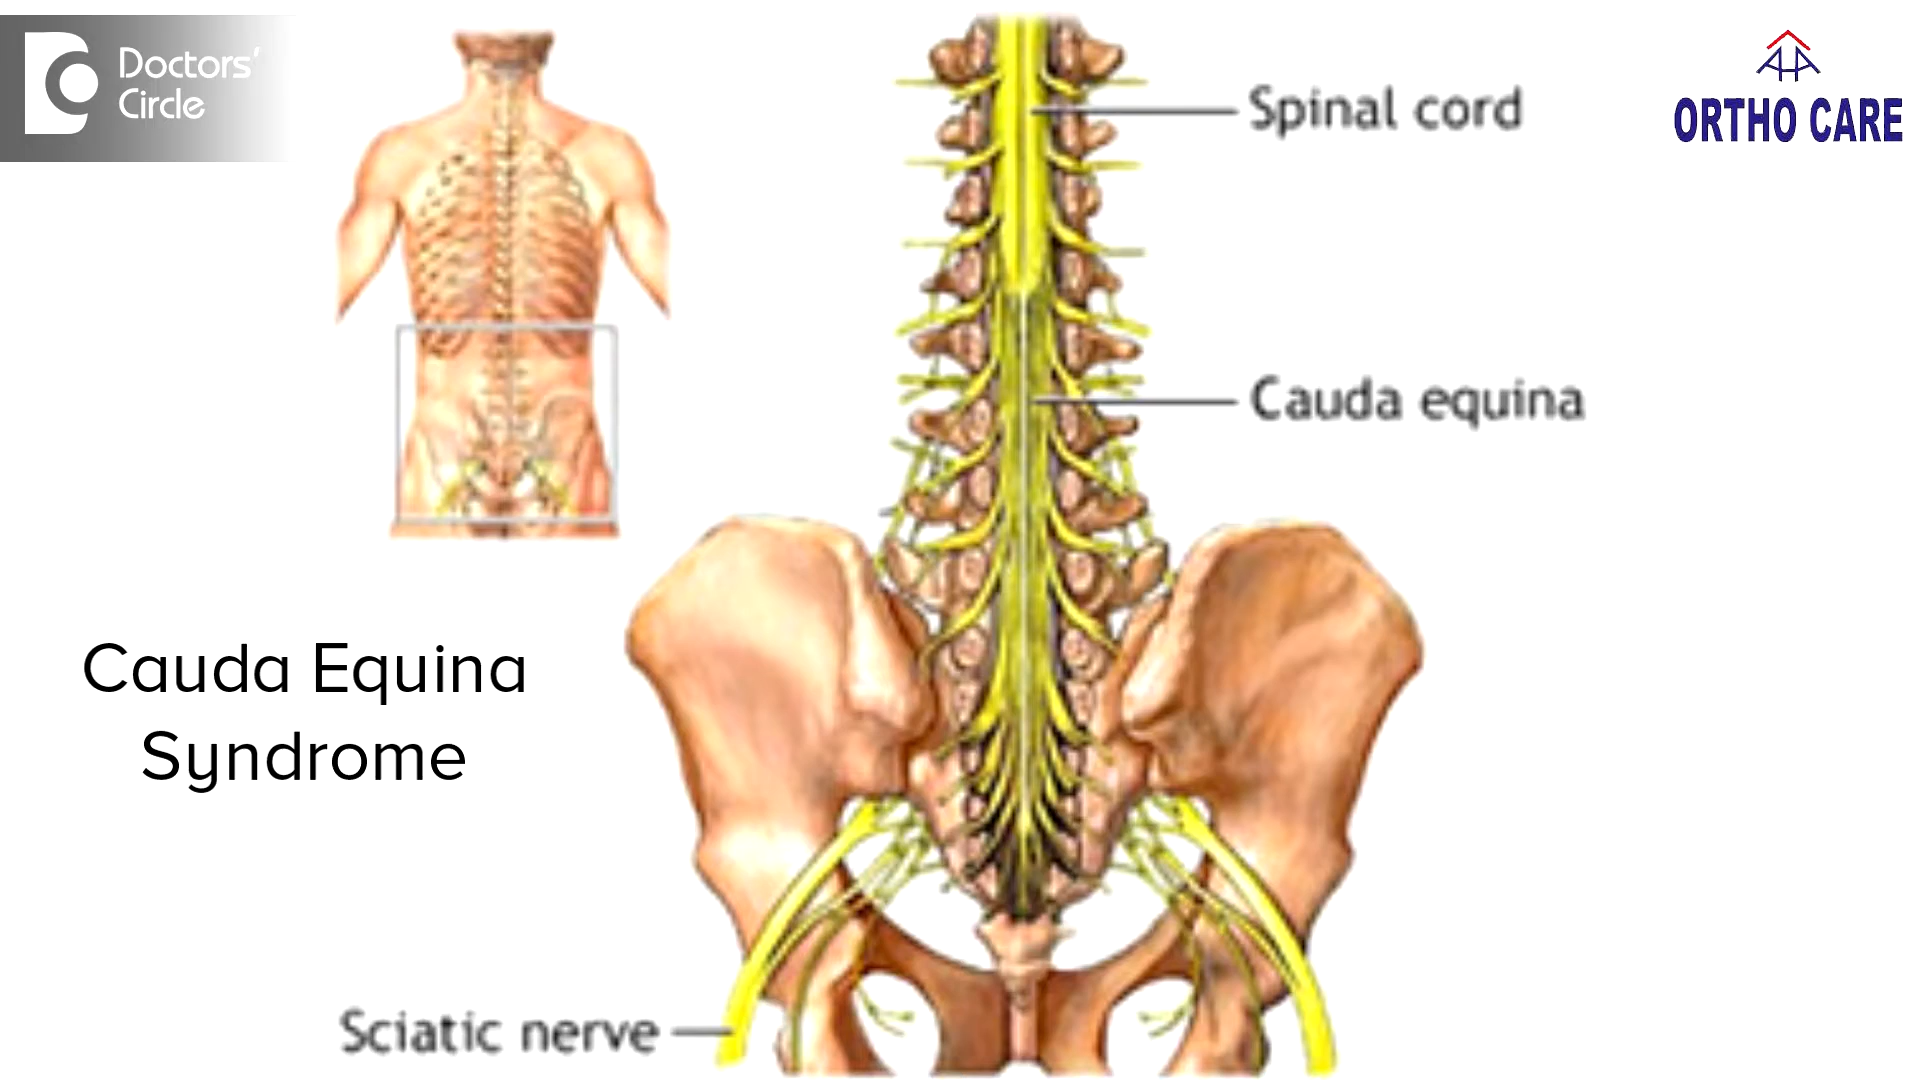 Doctors'
Circle
Spinal cord
ORTHO CARE
Cauda equina
Cauda Equina
Syndrome
Sciatic nerve